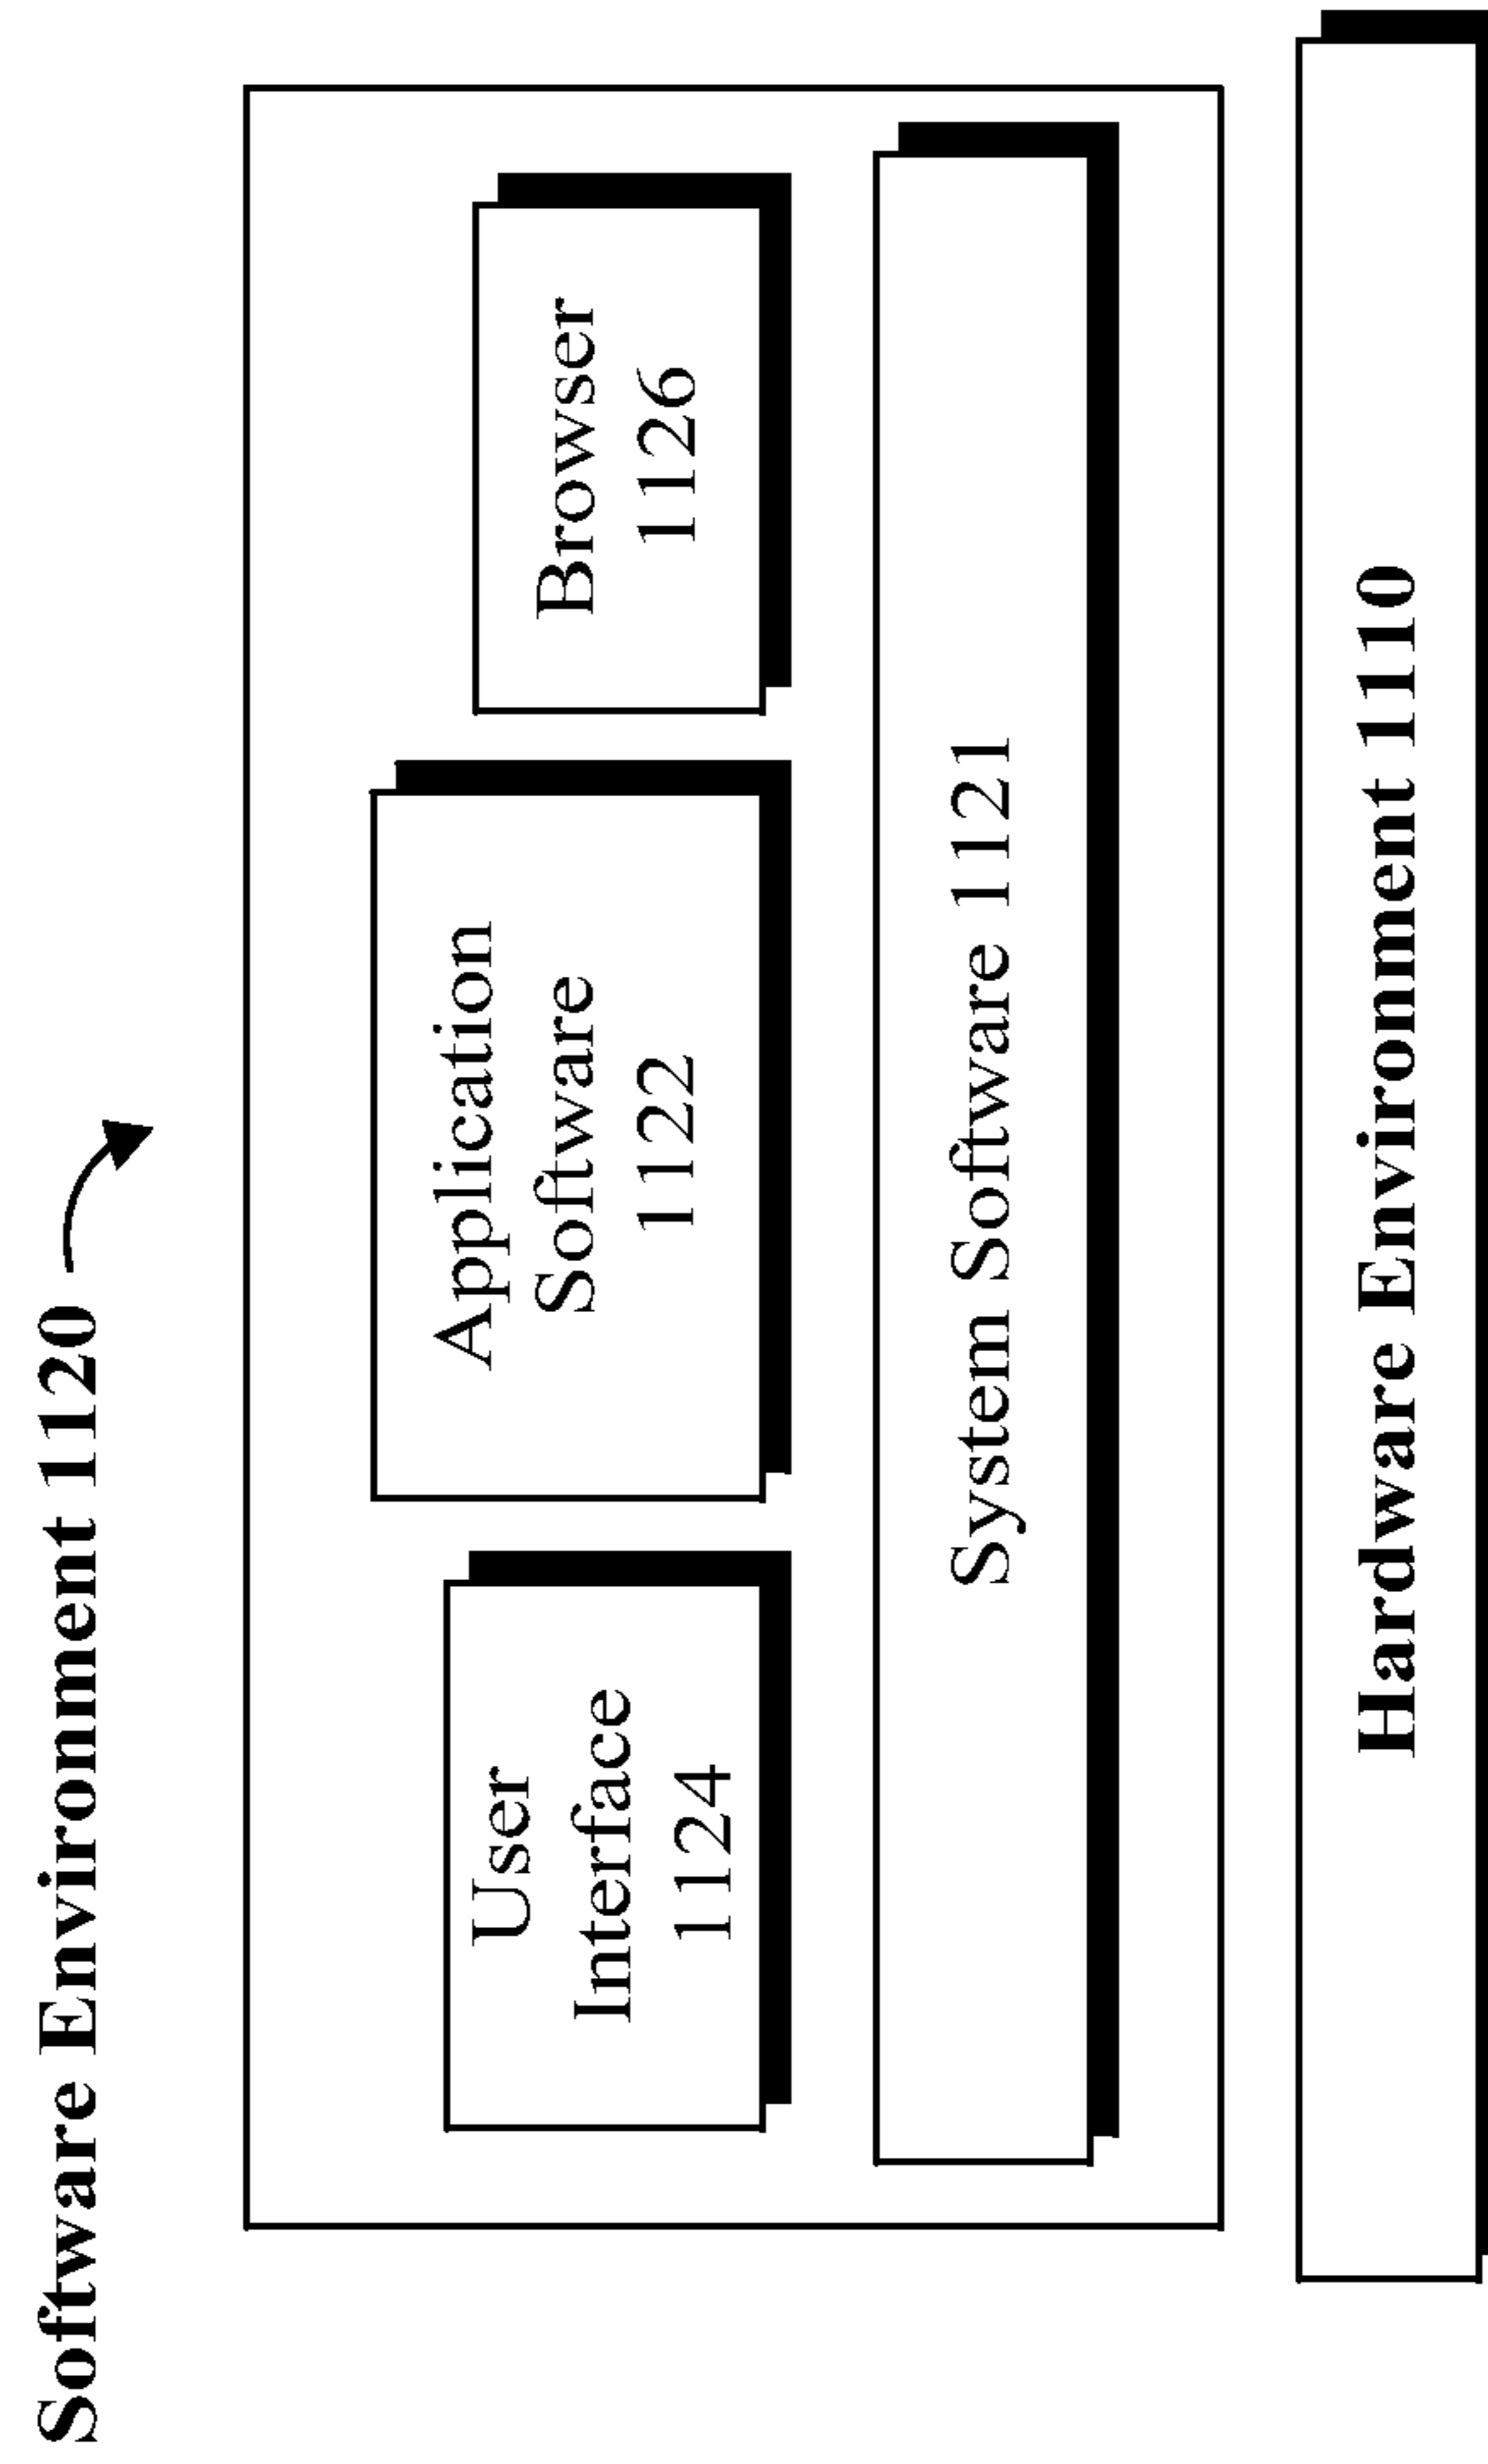 Software Environment 1120
User
Interface
1124
Application
Software
1122
Browser
1126
System Software 1121
Hardware Environment 1110